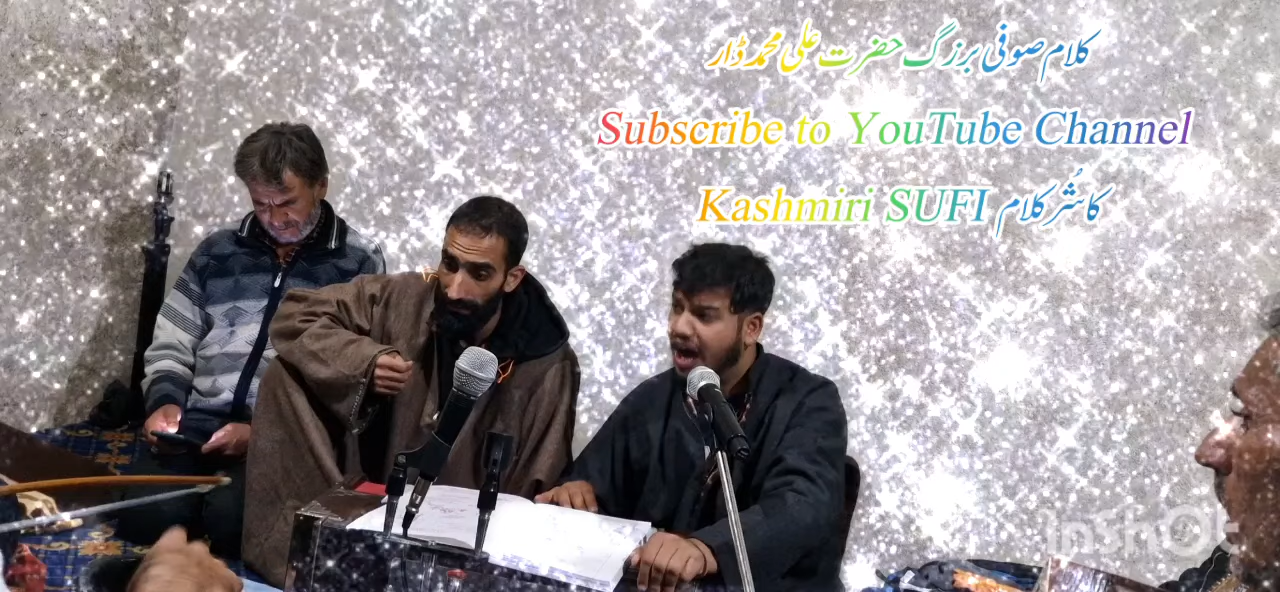 کلام صوفی بزرگ حضرت علی محمد ڈار
Subscribe to YouTube Channel
Kashmiri SUFI کاشُر کلام
inshot